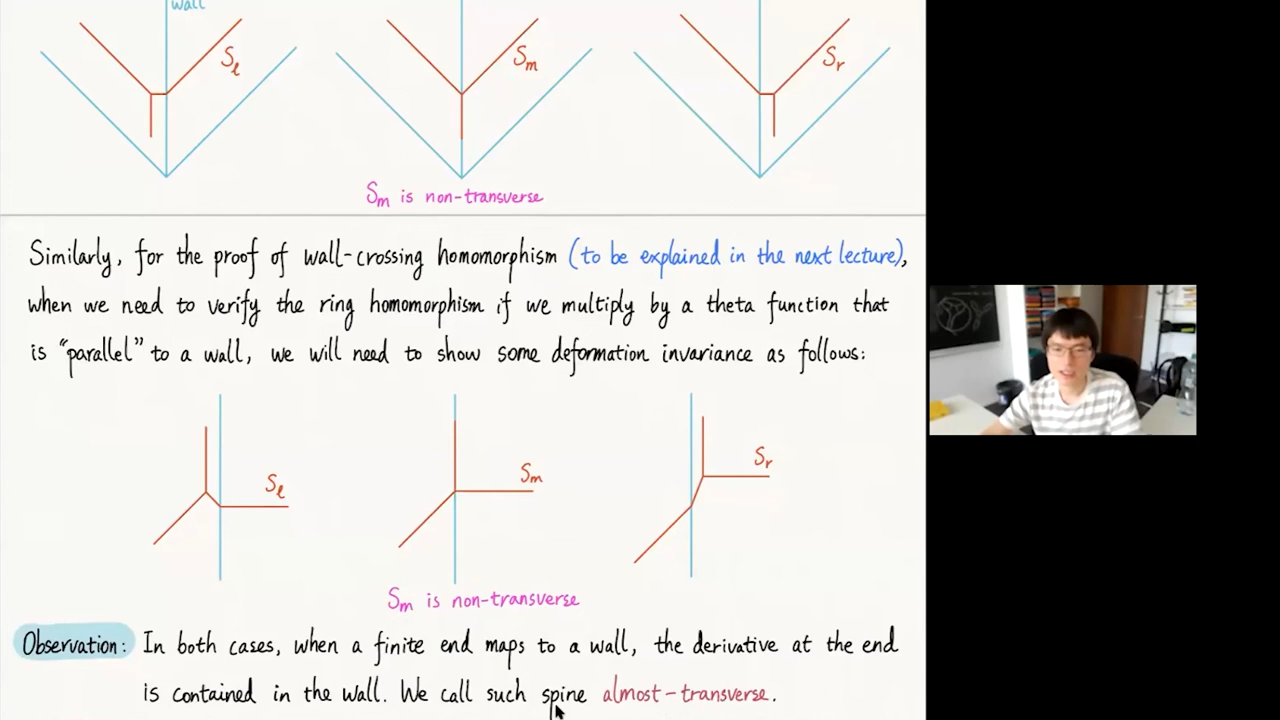 wall
Sℓ
Sm
Sr
Sm is non-transverse
Similarly, for the proof of wall-crossing homomorphism (to be explained in the next lecture),
when we need to verify the ring homomorphism if we multiply by a theta function that
is "parallel" to a wall, we will need to show some deformation invariance as follows:
Sℓ
Sm
Sr
Sm is non-transverse
Observation: In both cases, when a finite end maps to a wall, the derivative at the end
is contained in the wall. We call such spine almost-transverse.